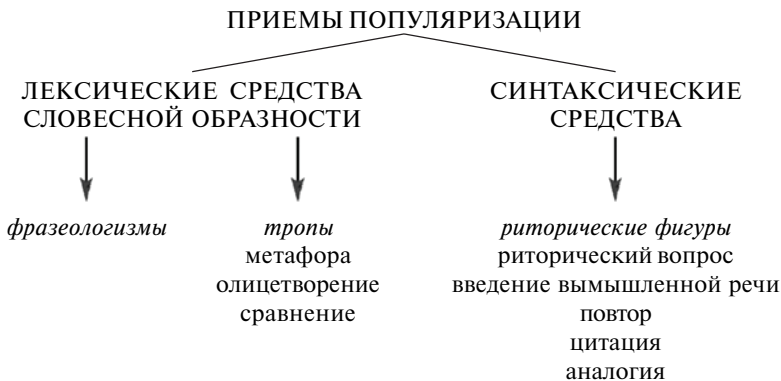 ПРИЕМЫ ПОПУЛЯРИЗАЦИИ
ЛЕКСИЧЕСКИЕ СРЕДСТВА
СЛОВЕСНОЙ ОБРАЗНОСТИ
СИНТАКСИЧЕСКИЕ
СРЕДСТВА
фразеологизмы
тропы
метафора
олицетворение
сравнение
риторические фигуры
риторический вопрос
введение вымышленной речи
повтор
цитация
аналогия